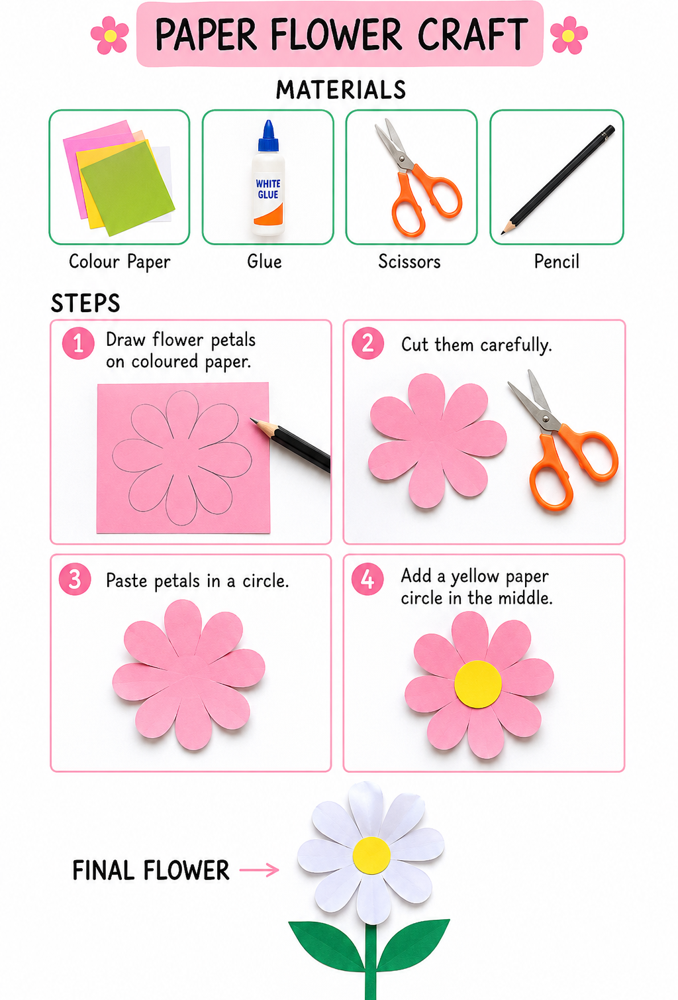 PAPER FLOWER CRAFT
MATERIALS
WHITE
GLUE
Colour Paper
Glue
Scissors
Pencil
STEPS
1
Draw flower petals
on coloured paper.
2
Cut them carefully.
3
Paste petals in a circle.
4
Add a yellow paper
circle in the middle.
FINAL FLOWER